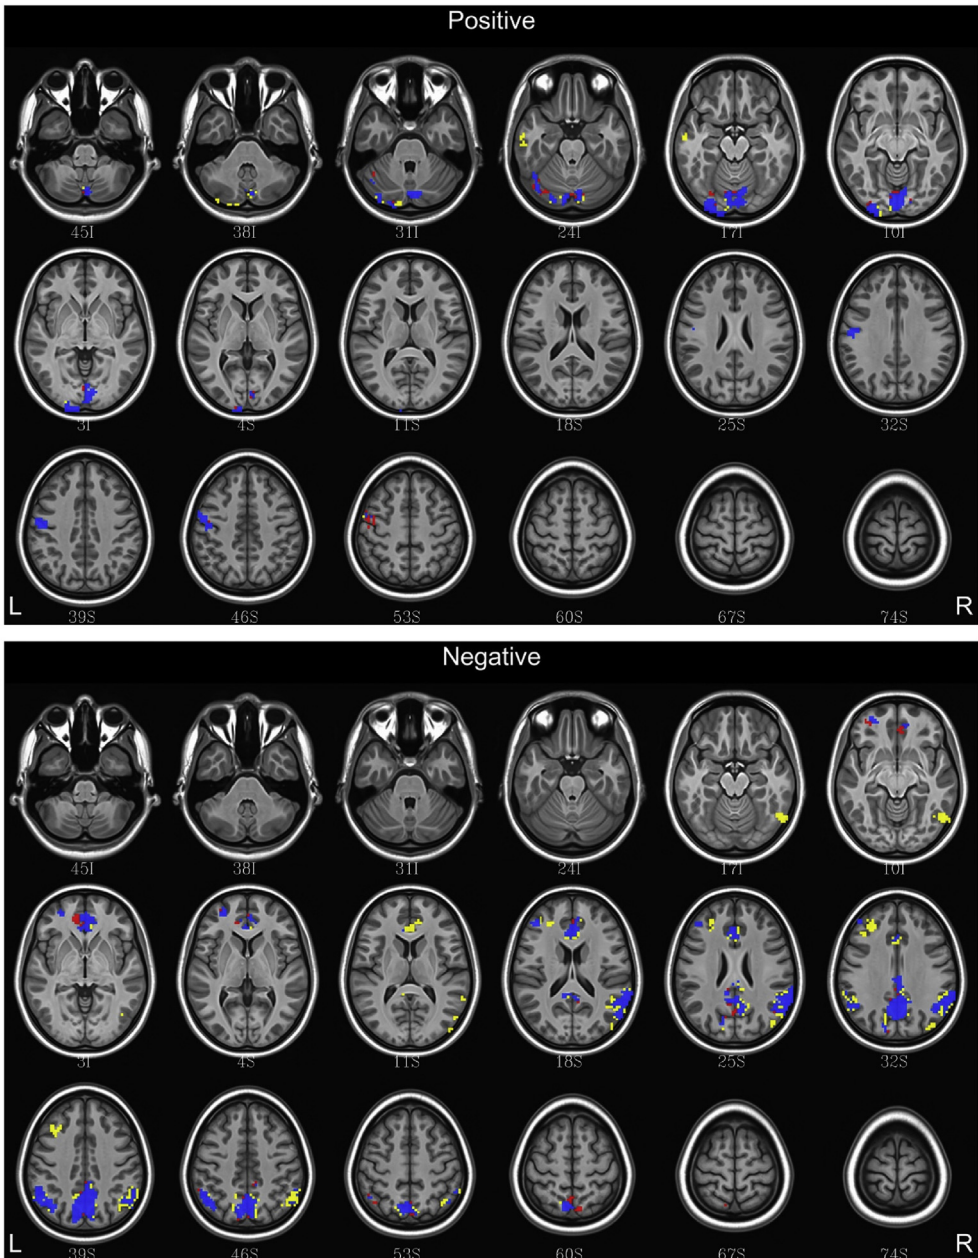 Positive
45I 38I 31I 24I 17I 10I
3I 4S 11S 18S 25S 32S
39S 46S 53S 60S 67S 74S
L R
Negative
45I 38I 31I 24I 17I 10I
3I 4S 11S 18S 25S 32S
39S 46S 53S 60S 67S 74S
L R